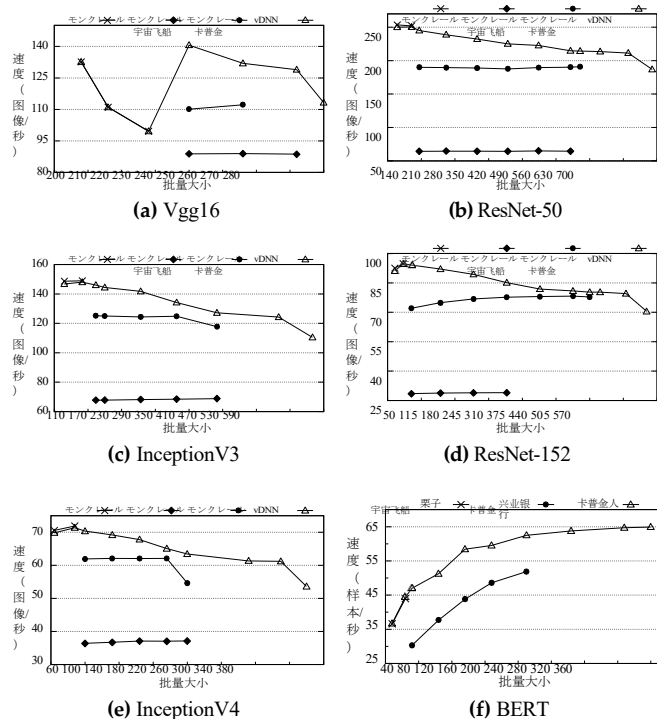 モンクレール モンクレール モンクレール vDNN
宇宙飞船 卡普金
速度(图像/秒)
140
125
110
95
80
200 210 220 230 240 250 260 270 280
批量大小
(a) Vgg16
モンクレール モンクレール モンクレール vDNN
宇宙飞船 卡普金
速度(图像/秒)
250
200
150
100
50
140 210 280 350 420 490 560 630 700
批量大小
(b) ResNet-50
モンクレール モンクレール モンクレール vDNN
宇宙飞船 卡普金
速度(图像/秒)
160
140
120
100
80
60
110 170 230 290 350 410 470 530 590
批量大小
(c) InceptionV3
モンクレール モンクレール モンクレール vDNN
宇宙飞船 卡普金
速度(图像/秒)
100
85
70
55
40
25
50 115 180 245 310 375 440 505 570
批量大小
(d) ResNet-152
モンクレール モンクレール モンクレール vDNN
宇宙飞船 卡普金
速度(图像/秒)
70
60
50
40
30
60 100 140 180 220 260 300 340 380
批量大小
(e) InceptionV4
宇宙飞船 栗子 卡普金 兴业银行 卡普金人
速度(样本/秒)
65
55
45
35
25
40 80 120 160 200 240 280 320 360
批量大小
(f) BERT